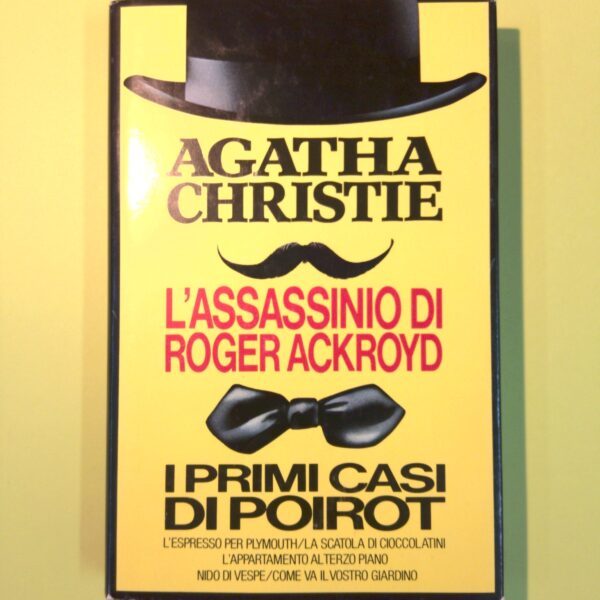 AGATHA
CHRISTIE
L'ASSASSINIO DI
ROGER ACKROYD
I PRIMI CASI
DI POIROT
L'ESPRESSO PER PLYMOUTH/LA SCATOLA DI CIOCCOLATINI
L'APPARTAMENTO AL TERZO PIANO
NIDO DI VESPE/COME VA IL VOSTRO GIARDINO